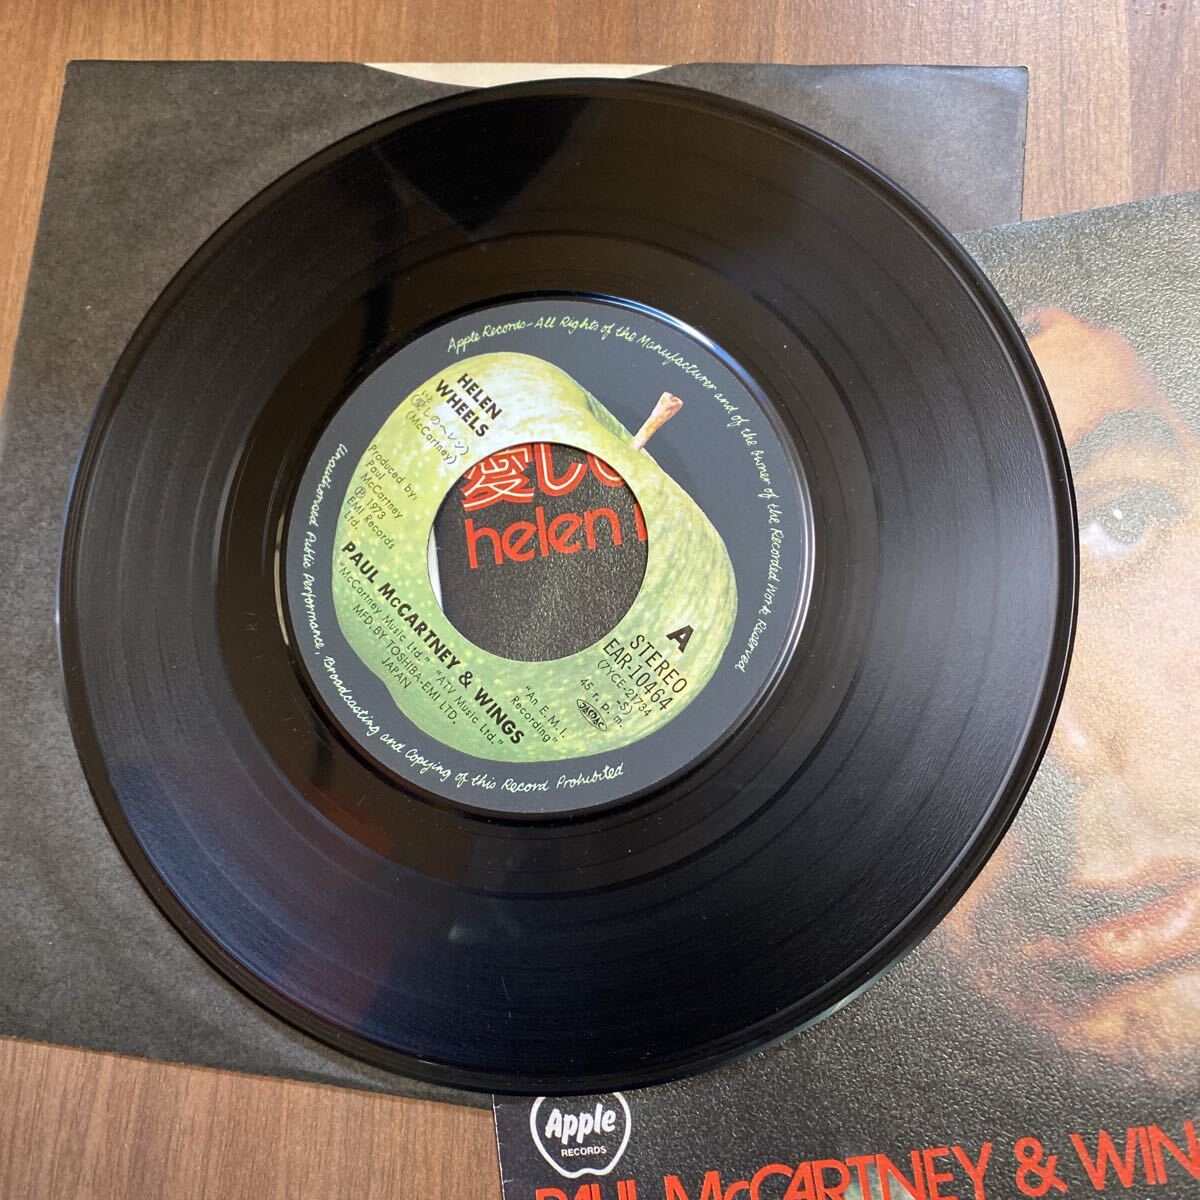 Apple Records-All Rights of the Manufacturer and of the Owner of the Recorded Work Reserved
HELEN
WHEELS
(愛しのヘレン)
(McCartney)
Produced by:
Paul
McCartney
Ⓟ 1973
EMI Records
Ltd.
愛し
helen
A
STEREO
EAR-10464
(7YCE-21734
-S)
45 r. p. m.
JASRAC
"An E.M.I.
Recording"
PAUL McCARTNEY & WINGS
"McCartney Music Ltd." "ATV Music Ltd."
MFD. BY TOSHIBA-EMI LTD.
JAPAN
Unauthorised Public Performance, Broadcasting and Copying of this Record Prohibited
Apple
RECORDS
PAUL McCARTNEY & WIN